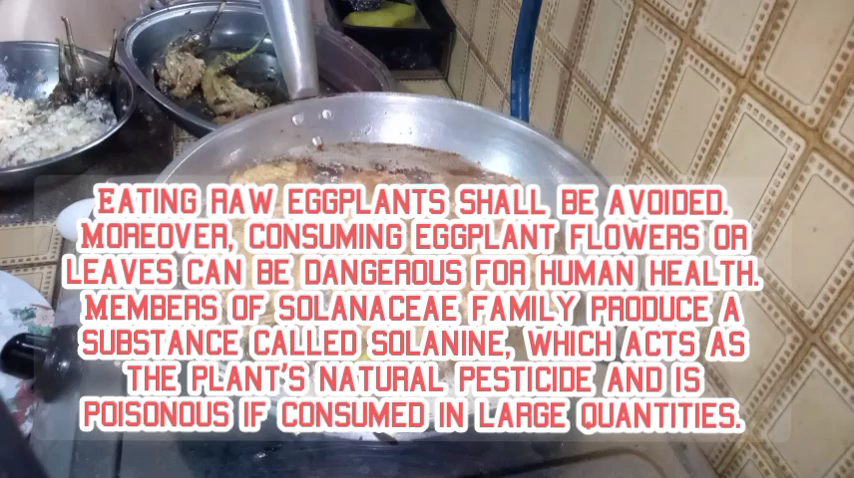 EATING RAW EGGPLANTS SHALL BE AVOIDED.
MOREOVER, CONSUMING EGGPLANT FLOWERS OR
LEAVES CAN BE DANGEROUS FOR HUMAN HEALTH.
MEMBERS OF SOLANACEAE FAMILY PRODUCE A
SUBSTANCE CALLED SOLANINE, WHICH ACTS AS
THE PLANT'S NATURAL PESTICIDE AND IS
POISONOUS IF CONSUMED IN LARGE QUANTITIES.